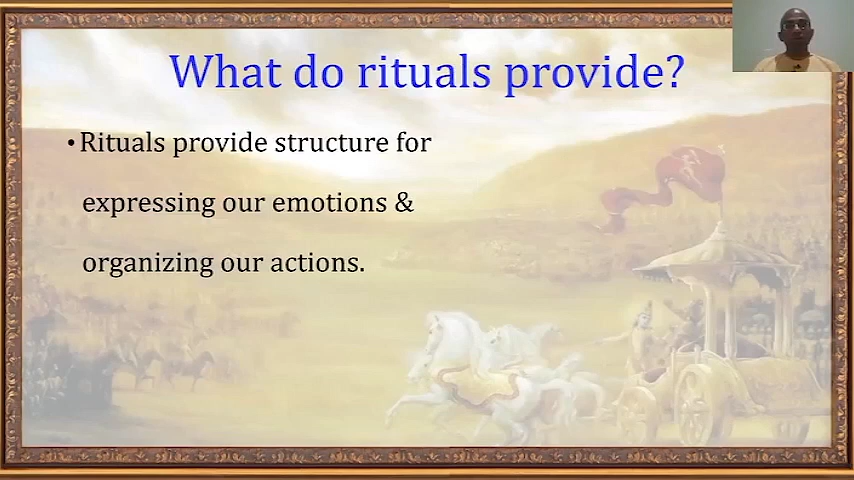 What do rituals provide?
•Rituals provide structure for
expressing our emotions &
organizing our actions.